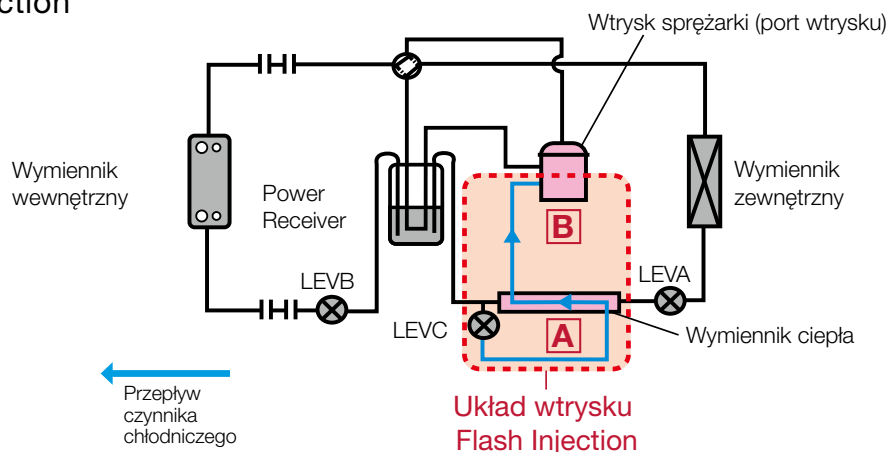 ction
Wtrysk sprężarki (port wtrysku)
Wymiennik
wewnętrzny
Power
Receiver
Wymiennik
zewnętrzny
B
LEVB
LEVA
LEVC
A
Wymiennik ciepła
Przepływ
czynnika
chłodniczego
Układ wtrysku
Flash Injection